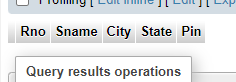 Profiling [ Edit inline ] [ Edit ] [ Exp
Rno Sname City State Pin
Query results operations